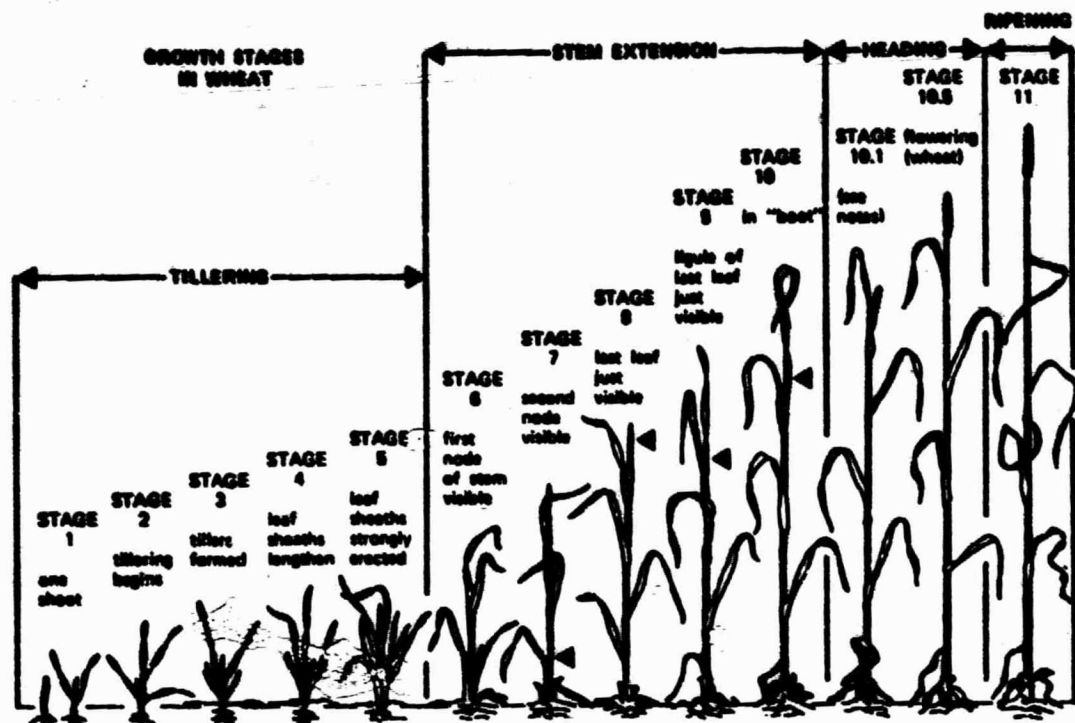 GROWTH STAGES
IN WHEAT
TILLERING
STEM EXTENSION
HEADING
RIPENING
STAGE
1
one
shoot
STAGE
2
tillering
begins
STAGE
3
tillers
formed
STAGE
4
leaf
sheaths
lengthen
STAGE
5
leaf
sheaths
strongly
erected
STAGE
6
first
node
of stem
visible
STAGE
7
second
node
visible
STAGE
8
last leaf
just
visible
STAGE
9
ligule of
last leaf
just
visible
STAGE
10
in "boot"
STAGE
10.1
(see
notes)
STAGE
10.5
flowering
(wheat)
STAGE
11